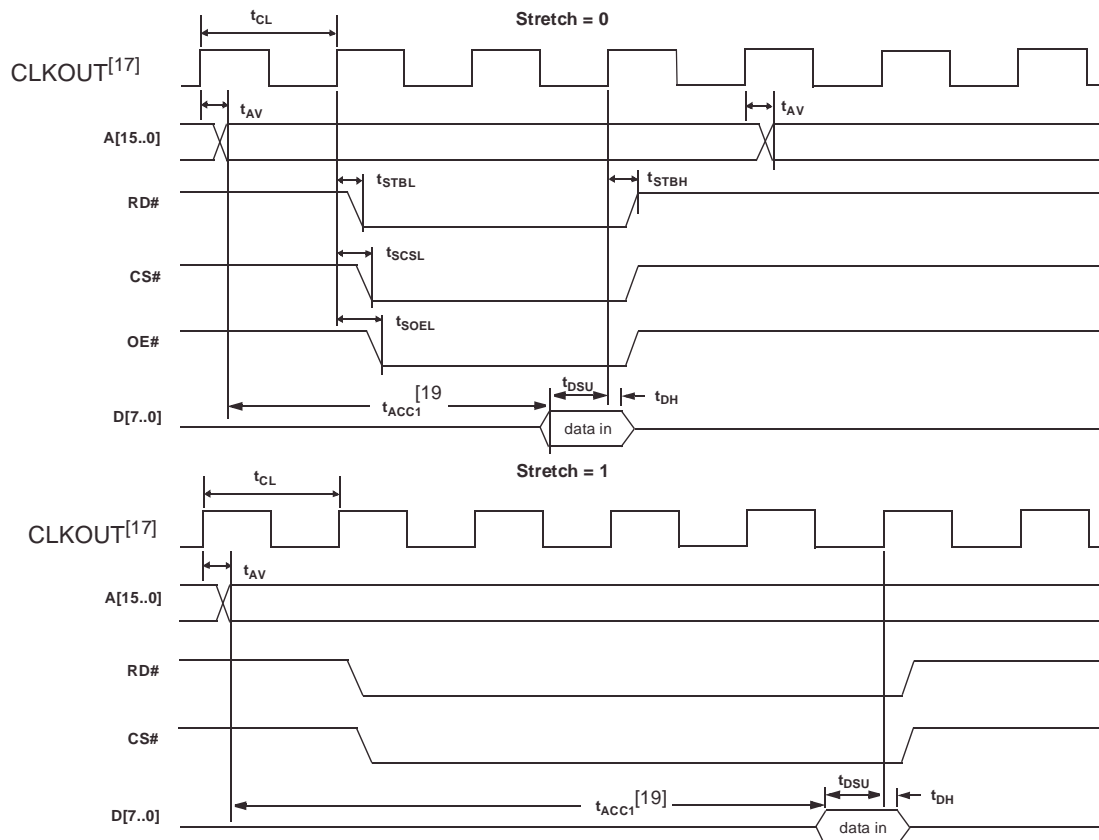 Stretch = 0
tCL
CLKOUT[17]
tAV
tAV
A[15..0]
tSTBL
tSTBH
RD#
tSCSL
CS#
tSOEL
OE#
tDSU
tACC1[19
tDH
D[7..0]
data in
Stretch = 1
tCL
CLKOUT[17]
tAV
A[15..0]
RD#
CS#
tDSU
tACC1[19]
tDH
D[7..0]
data in